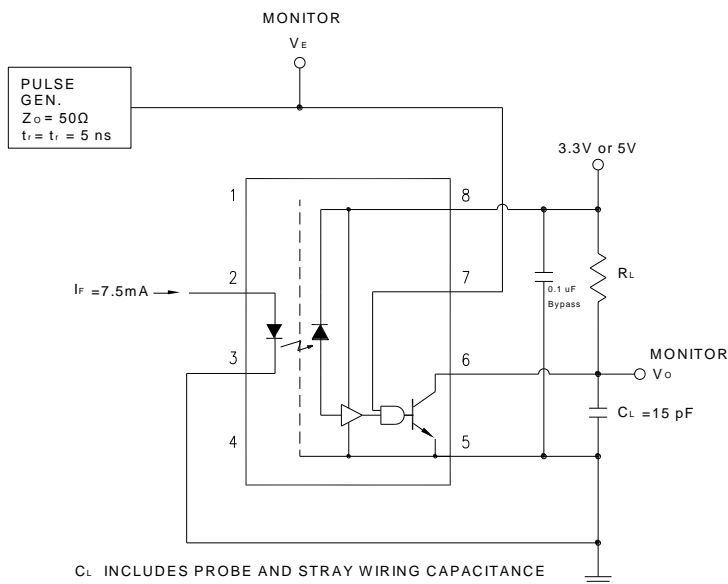 MONITOR
VE
PULSE
GEN.
ZO = 50Ω
tr = tr = 5 ns
3.3V or 5V
1
8
2
7
IF =7.5mA
0.1 uF
Bypass
RL
3
6
MONITOR
VO
4
5
CL =15 pF
CL INCLUDES PROBE AND STRAY WIRING CAPACITANCE